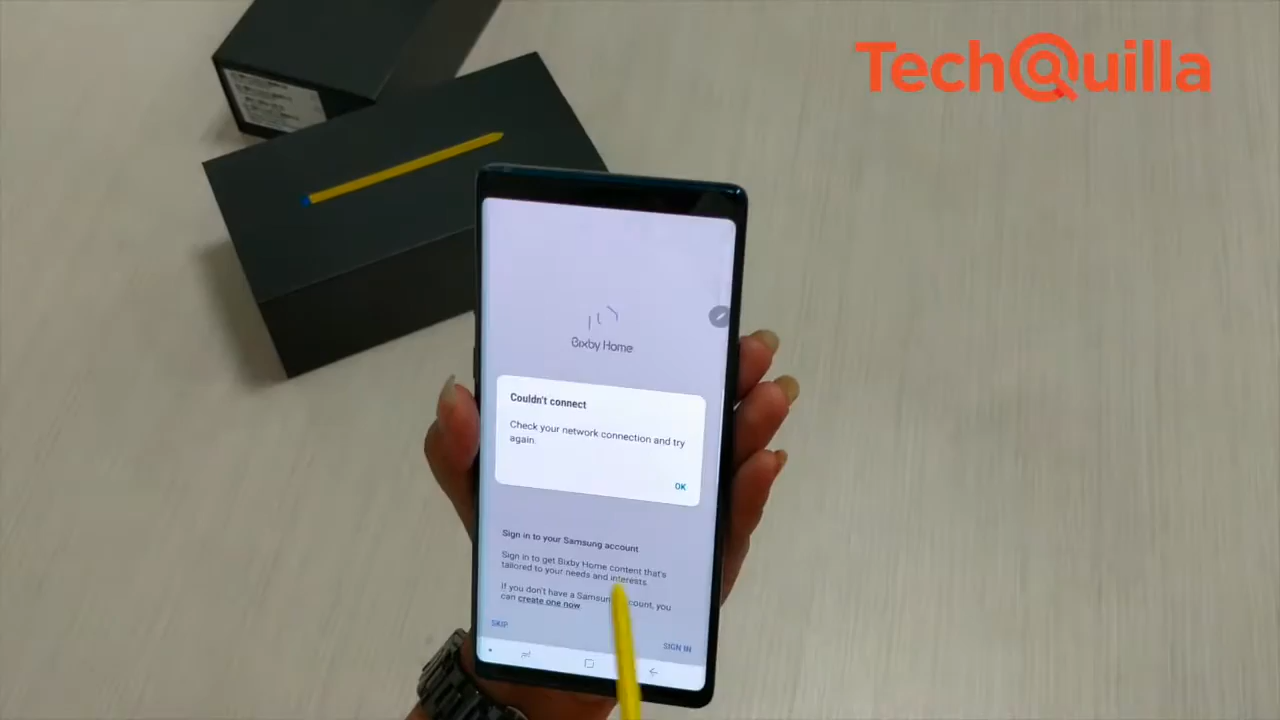 TechQuilla
Bixby Home
Couldn't connect
Check your network connection and try
again.
OK
Sign in to your Samsung account
Sign in to get Bixby Home content that's
tailored to your needs and interests.
If you don't have a Samsung account, you
can create one now.
SKIP
SIGN IN